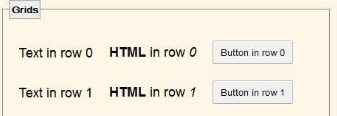 Grids
Text in row 0 HTML in row 0 Button in row 0
Text in row 1 HTML in row 1 Button in row 1